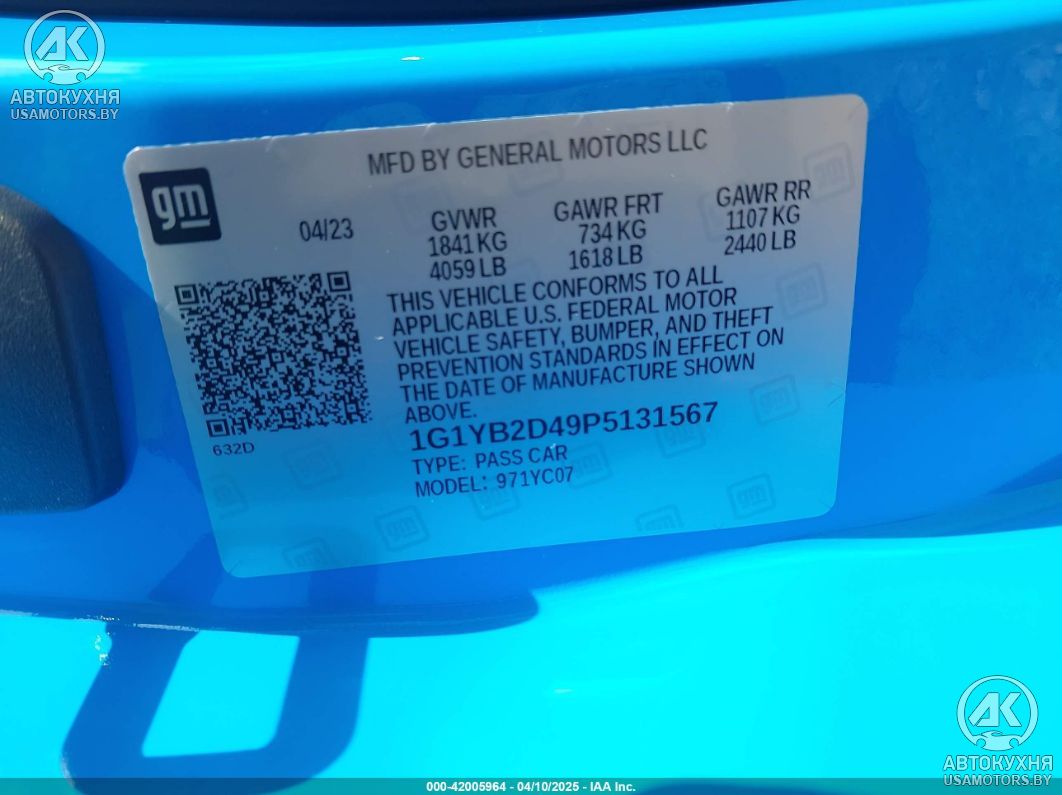 AK
АВТОКУХНЯ
USAMOTORS.BY
MFD BY GENERAL MOTORS LLC
gm
04/23
GVWR
1841 KG
4059 LB
GAWR FRT
734 KG
1618 LB
GAWR RR
1107 KG
2440 LB
THIS VEHICLE CONFORMS TO ALL
APPLICABLE U.S. FEDERAL MOTOR
VEHICLE SAFETY, BUMPER, AND THEFT
PREVENTION STANDARDS IN EFFECT ON
THE DATE OF MANUFACTURE SHOWN
ABOVE.
632D
1G1YB2D49P5131567
TYPE: PASS CAR
MODEL: 971YC07
AK
АВТОКУХНЯ
USAMOTORS.BY
000-42005964 - 04/10/2025 - IAA Inc.